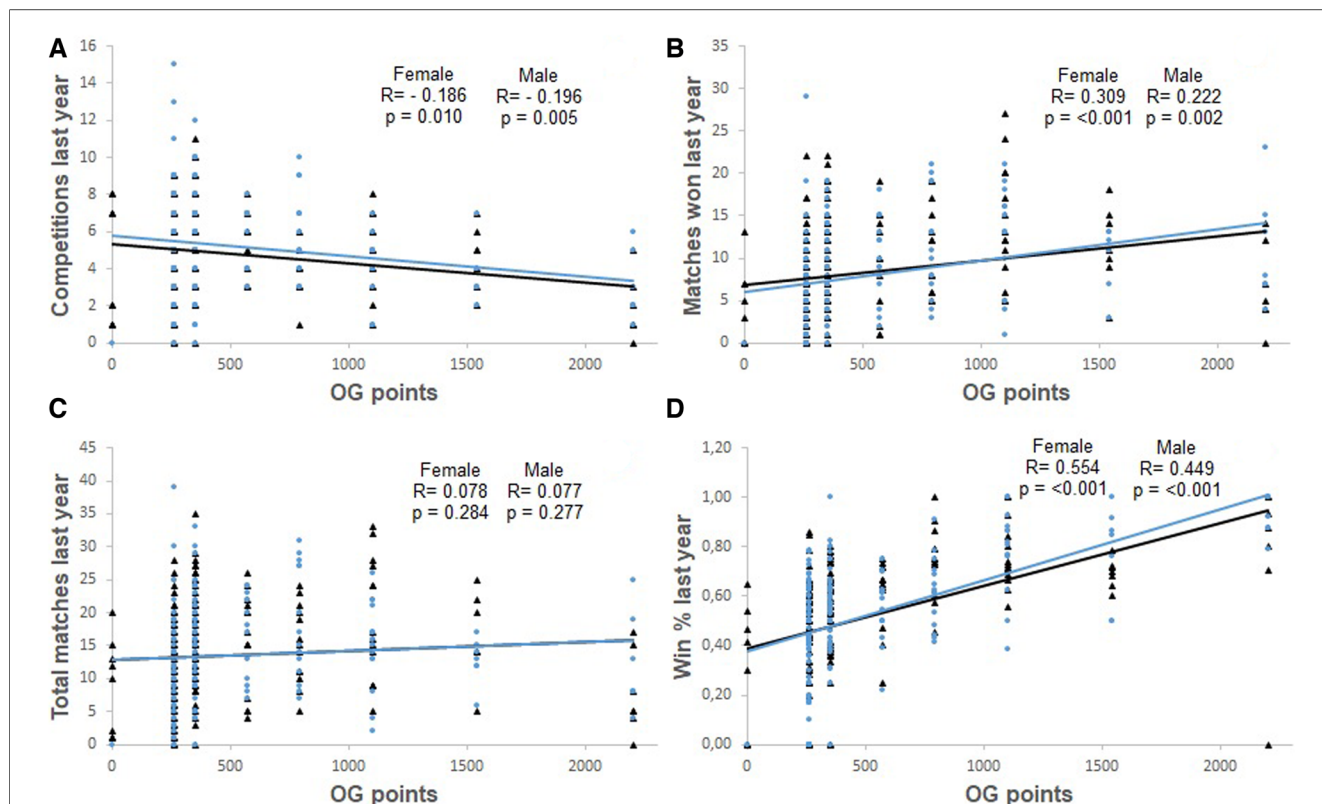 A
Competitions last year
16
14
12
10
8
6
4
2
0
Female Male
R= - 0.186 R= - 0.196
p = 0.010 p = 0.005
0 500 1000 1500 2000
OG points
B
Matches won last year
35
30
25
20
15
10
5
0
Female Male
R= 0.309 R= 0.222
p = <0.001 p = 0.002
0 500 1000 1500 2000
OG points
C
Total matches last year
45
40
35
30
25
20
15
10
5
0
Female Male
R= 0.078 R= 0.077
p = 0.284 p = 0.277
0 500 1000 1500 2000
OG points
D
Win % last year
1,20
1,00
0,80
0,60
0,40
0,20
0,00
Female Male
R= 0.554 R= 0.449
p = <0.001 p = <0.001
0 500 1000 1500 2000
OG points